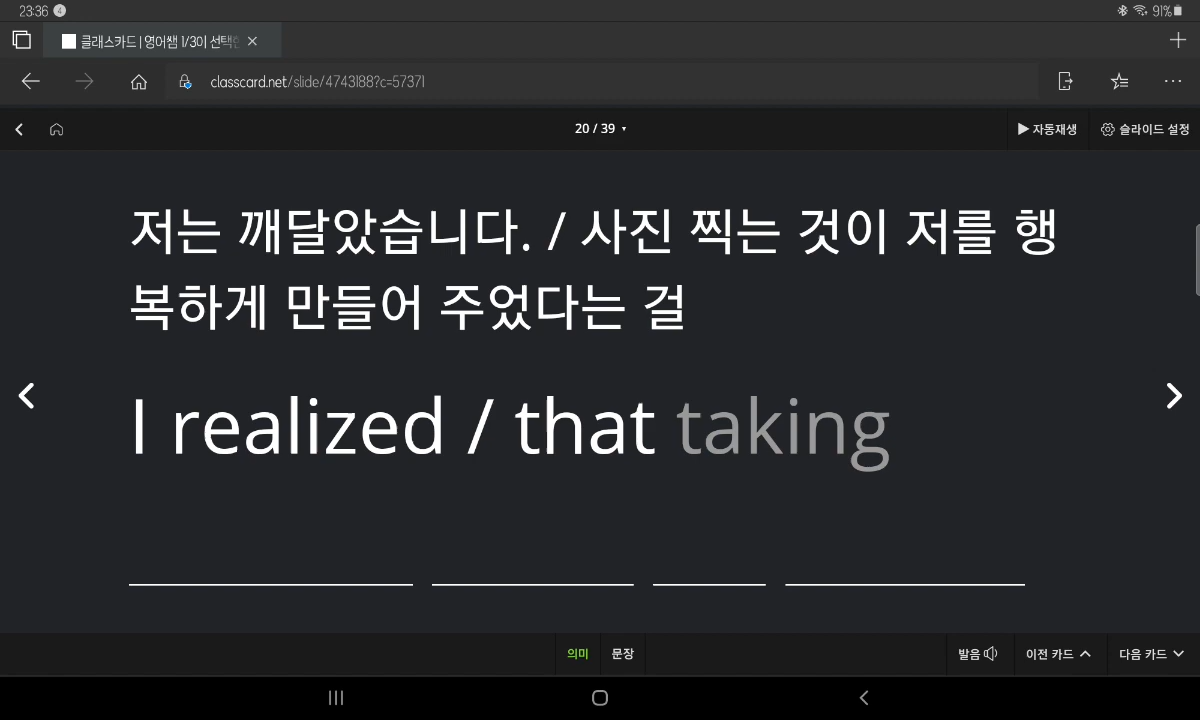 23:36 4 91%
클래스카드 | 영어쌤 1/3이 선택한
classcard.net/slide/4743188?c=57371
20 / 39 자동재생 슬라이드 설정
저는 깨달았습니다. / 사진 찍는 것이 저를 행
복하게 만들어 주었다는 걸
I realized / that taking
의미 문장 발음 이전 카드 다음 카드